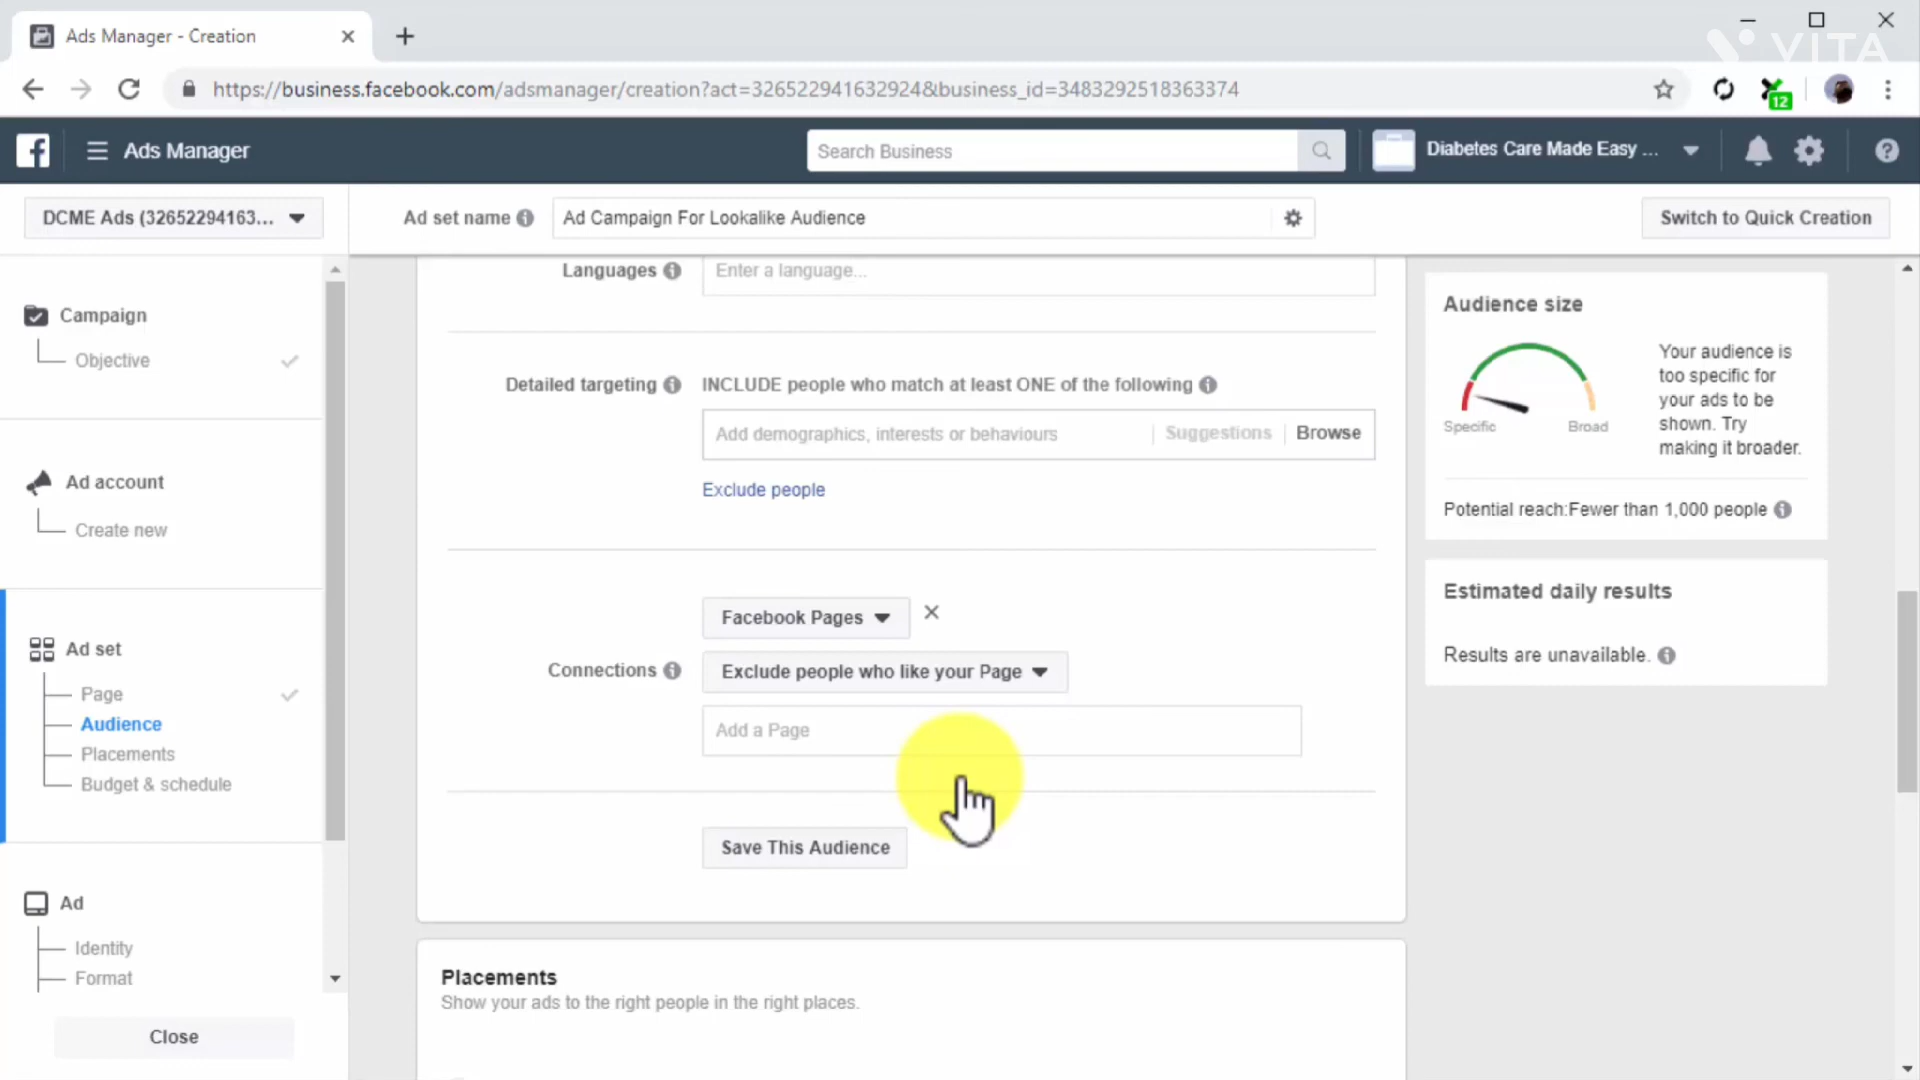 Ads Manager - Creation
VITA
https://business.facebook.com/adsmanager/creation?act=326522941632924&business_id=3483292518363374
12
Ads Manager
Search Business
Diabetes Care Made Easy ...
DCME Ads (32652294163...
Ad set name
Ad Campaign For Lookalike Audience
Switch to Quick Creation
Campaign
Objective
Ad account
Create new
Ad set
Page
Audience
Placements
Budget & schedule
Ad
Identity
Format
Close
Languages
Enter a language...
Detailed targeting
INCLUDE people who match at least ONE of the following
Add demographics, interests or behaviours
Suggestions
Browse
Exclude people
Facebook Pages
Connections
Exclude people who like your Page
Add a Page
Save This Audience
Placements
Show your ads to the right people in the right places.
Audience size
Specific
Broad
Your audience is
too specific for
your ads to be
shown. Try
making it broader.
Potential reach:Fewer than 1,000 people
Estimated daily results
Results are unavailable.